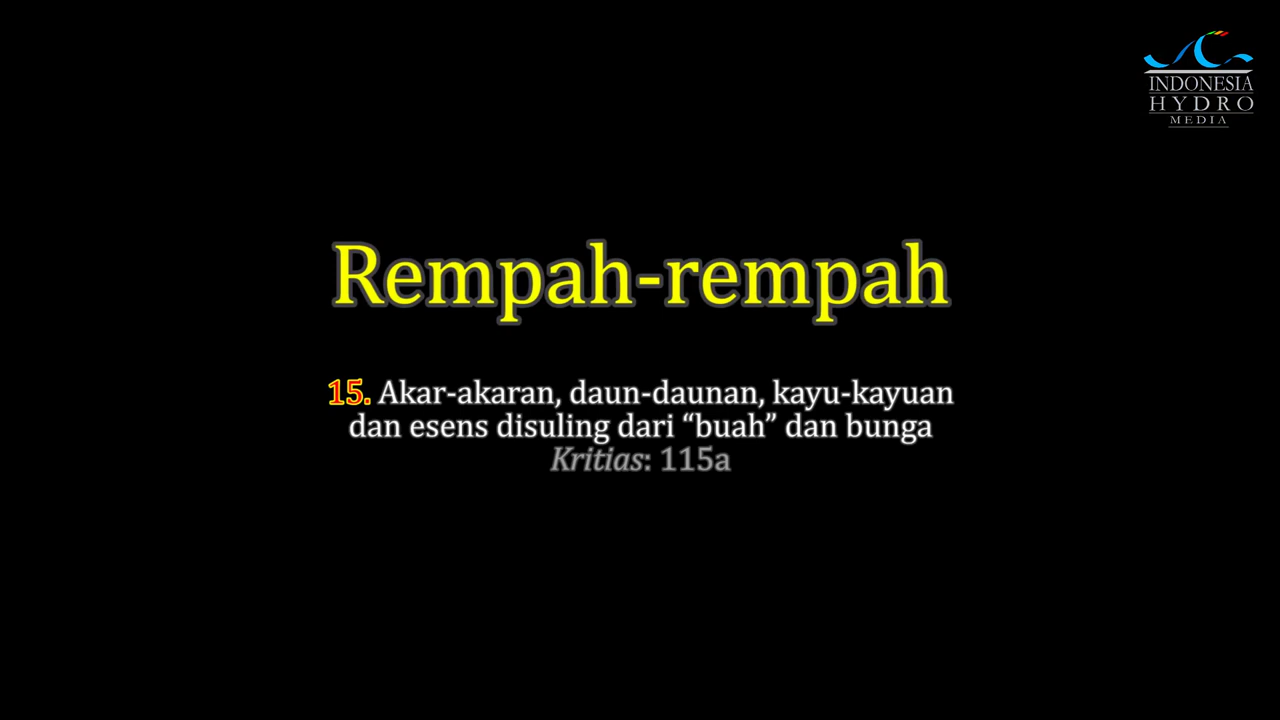 INDONESIA
HYDRO
MEDIA
Rempah-rempah
15. Akar-akaran, daun-daunan, kayu-kayuan
dan esens disuling dari “buah” dan bunga
Kritias: 115a